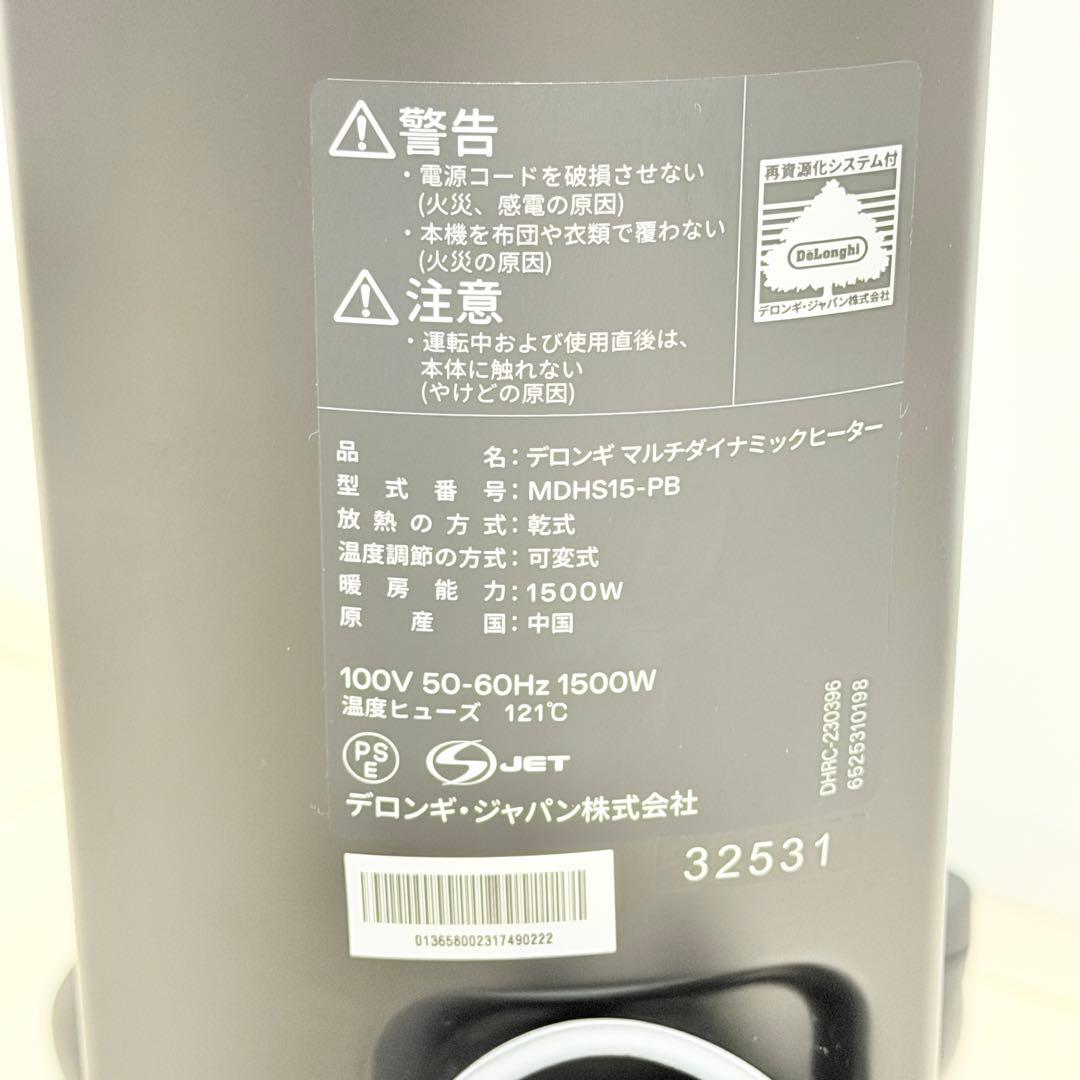 警告
・電源コードを破損させない
(火災、感電の原因)
・本機を布団や衣類で覆わない
(火災の原因)
注意
・運転中および使用直後は、
本体に触れない
(やけどの原因)
再資源化システム付
DeLonghi
デロンギ・ジャパン株式会社
品名:デロンギ マルチダイナミックヒーター
型式番号:MDHS15-PB
放熱の方式:乾式
温度調節の方式:可変式
暖房能力:1500W
原産国:中国
100V 50-60Hz 1500W
温度ヒューズ 121℃
PSE
JET
デロンギ・ジャパン株式会社
DHRC-230396
6525310198
32531
013658002317490222